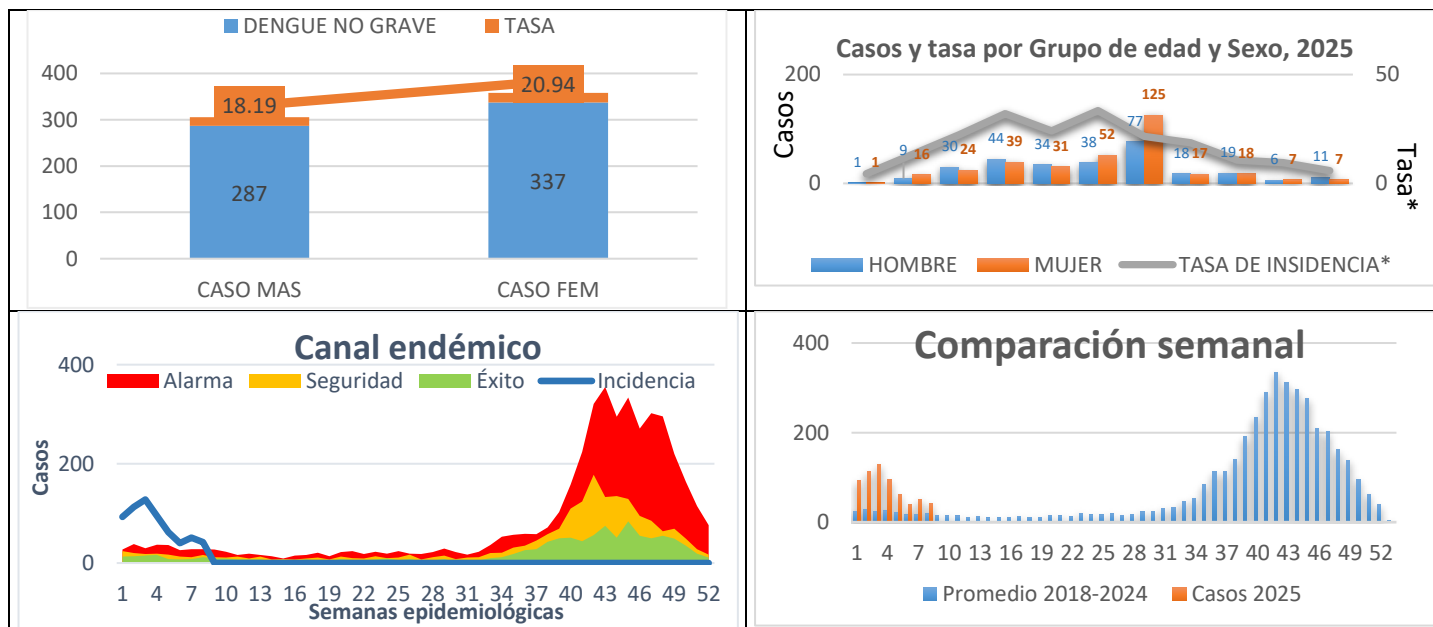 DENGUE NO GRAVE TASA
400
300
200
100
0
18.19
20.94
287
337
CASO MAS CASO FEM
Casos y tasa por Grupo de edad y Sexo, 2025
200
0
Casos
50
0
Tasa*
1 1 9 16 30 24 44 39 34 31 38 52 77 125 18 17 19 18 6 7 11 7
HOMBRE MUJER TASA DE INSIDENCIA*
Canal endémico
Alarma Seguridad Éxito Incidencia
400
200
0
Casos
1 4 7 10 13 16 19 22 25 28 31 34 37 40 43 46 49 52
Semanas epidemiológicas
Comparación semanal
400
200
0
1 4 7 10 13 16 19 22 25 28 31 34 37 40 43 46 49 52
Promedio 2018-2024 Casos 2025